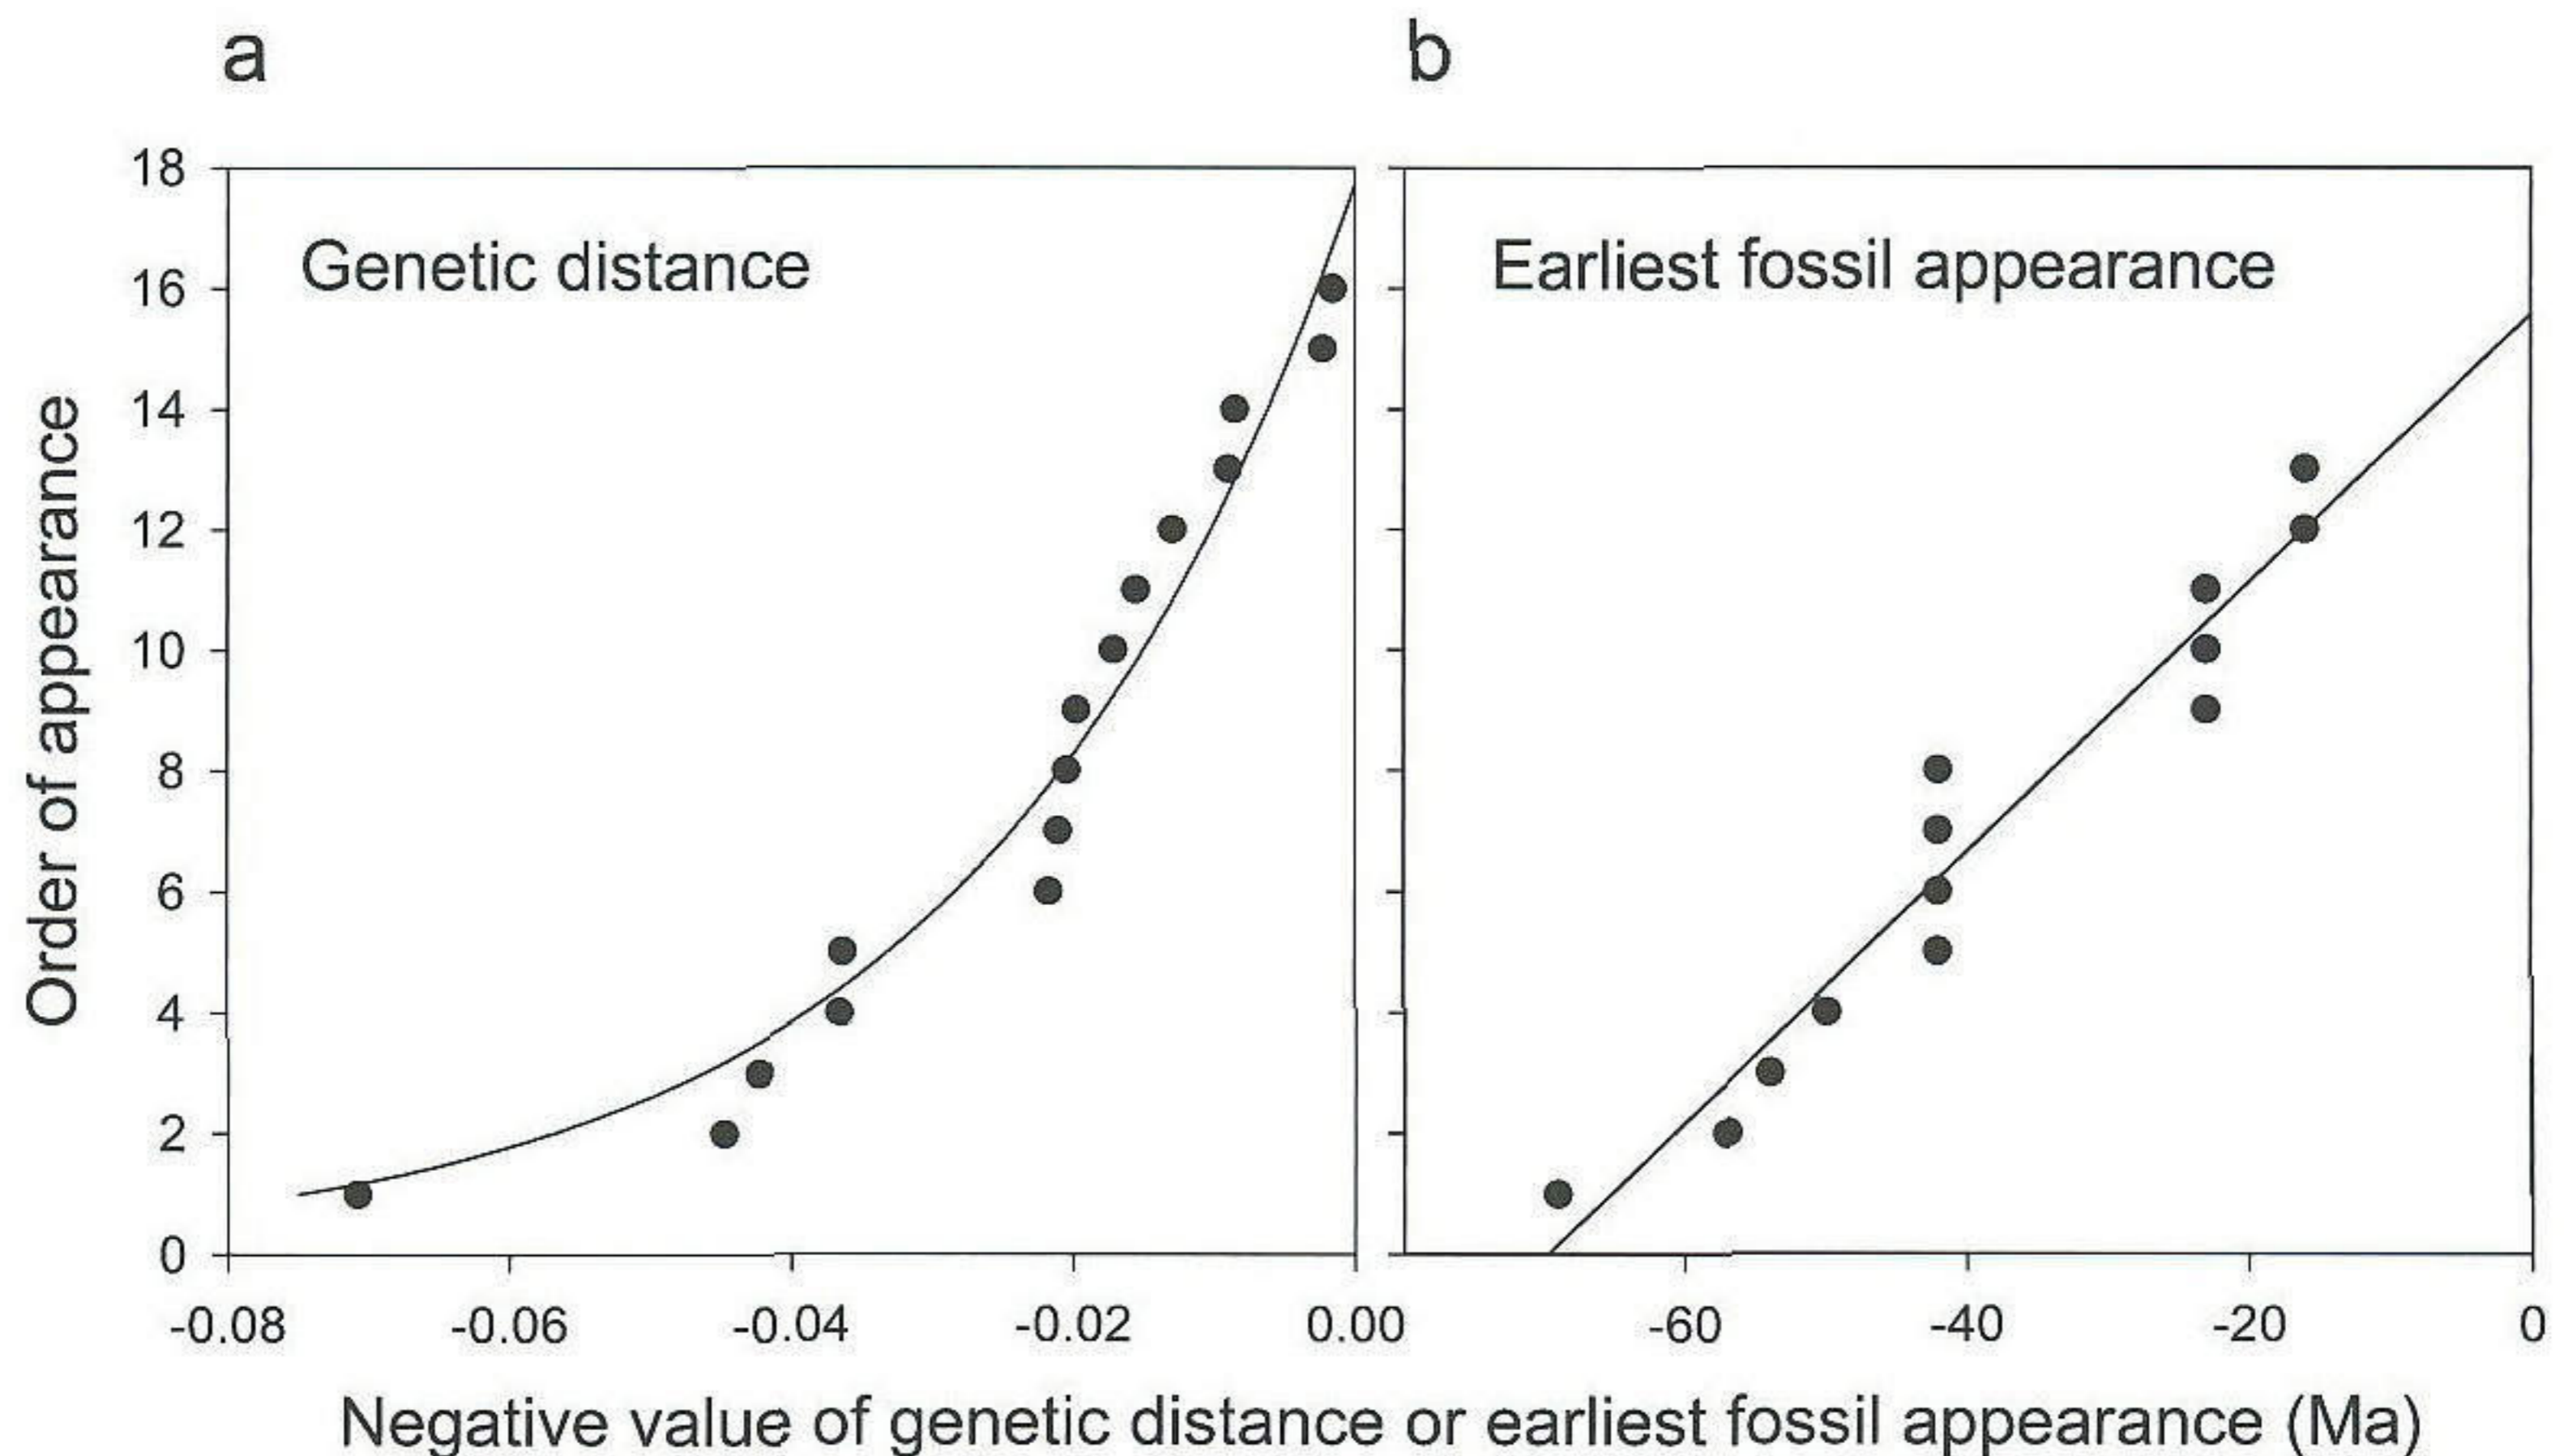 a
b
Genetic distance
Earliest fossil appearance
Order of appearance
18
16
14
12
10
8
6
4
2
0
-0.08 -0.06 -0.04 -0.02 0.00
-60 -40 -20 0
Negative value of genetic distance or earliest fossil appearance (Ma)